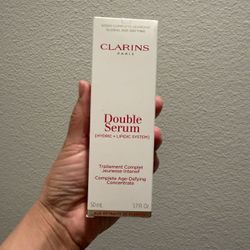 CLARINS
PARIS
Double
Serum
[HYDRIC + LIPIDIC SYSTEM]
Traitement Complet
Jeunesse Intensif
Complete Age-Defying
Concentrate
50 mL 1.7 Fl. Oz